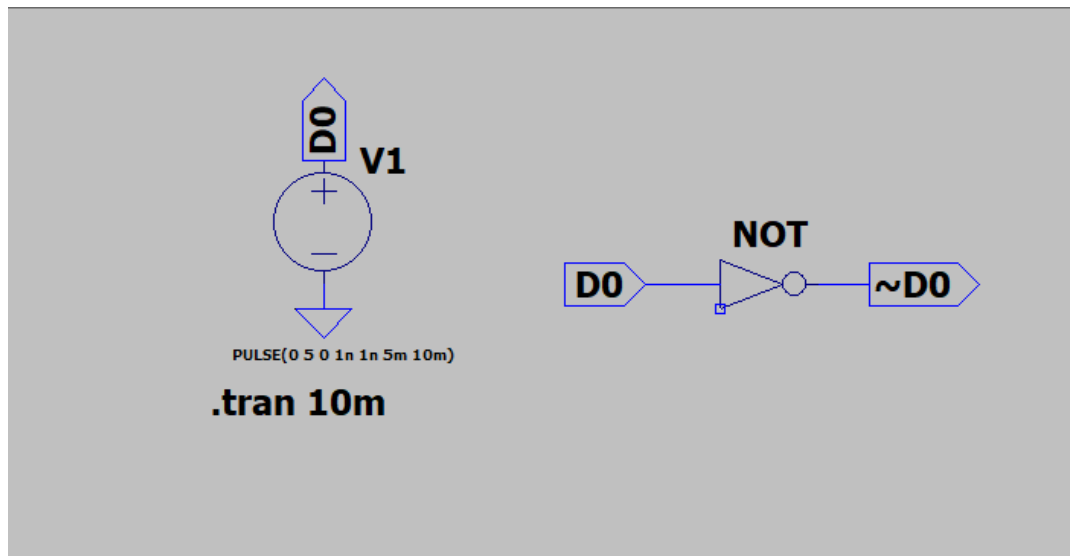 D0
V1
NOT
D0
~D0
PULSE(0 5 0 1n 1n 5m 10m)
.tran 10m